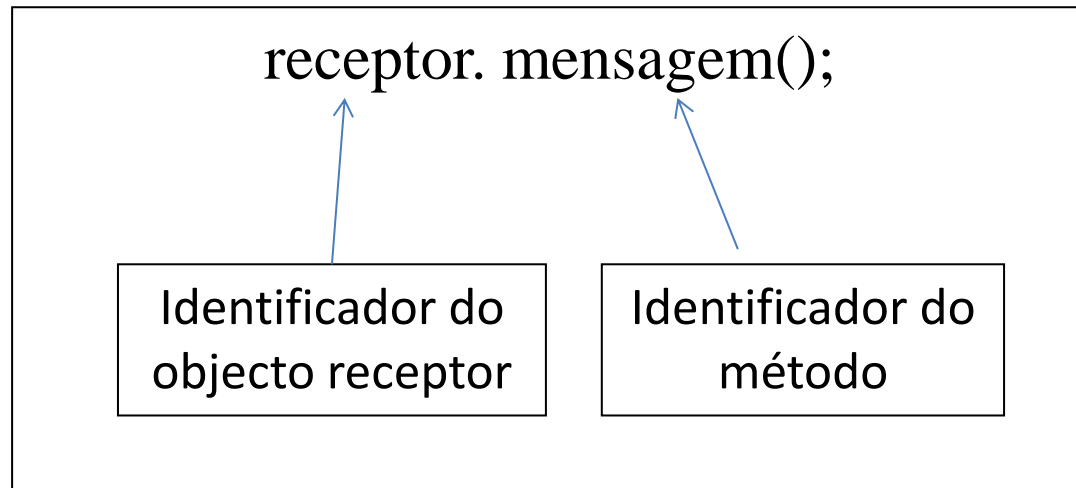 receptor. mensagem();
Identificador do
objecto receptor
Identificador do
método